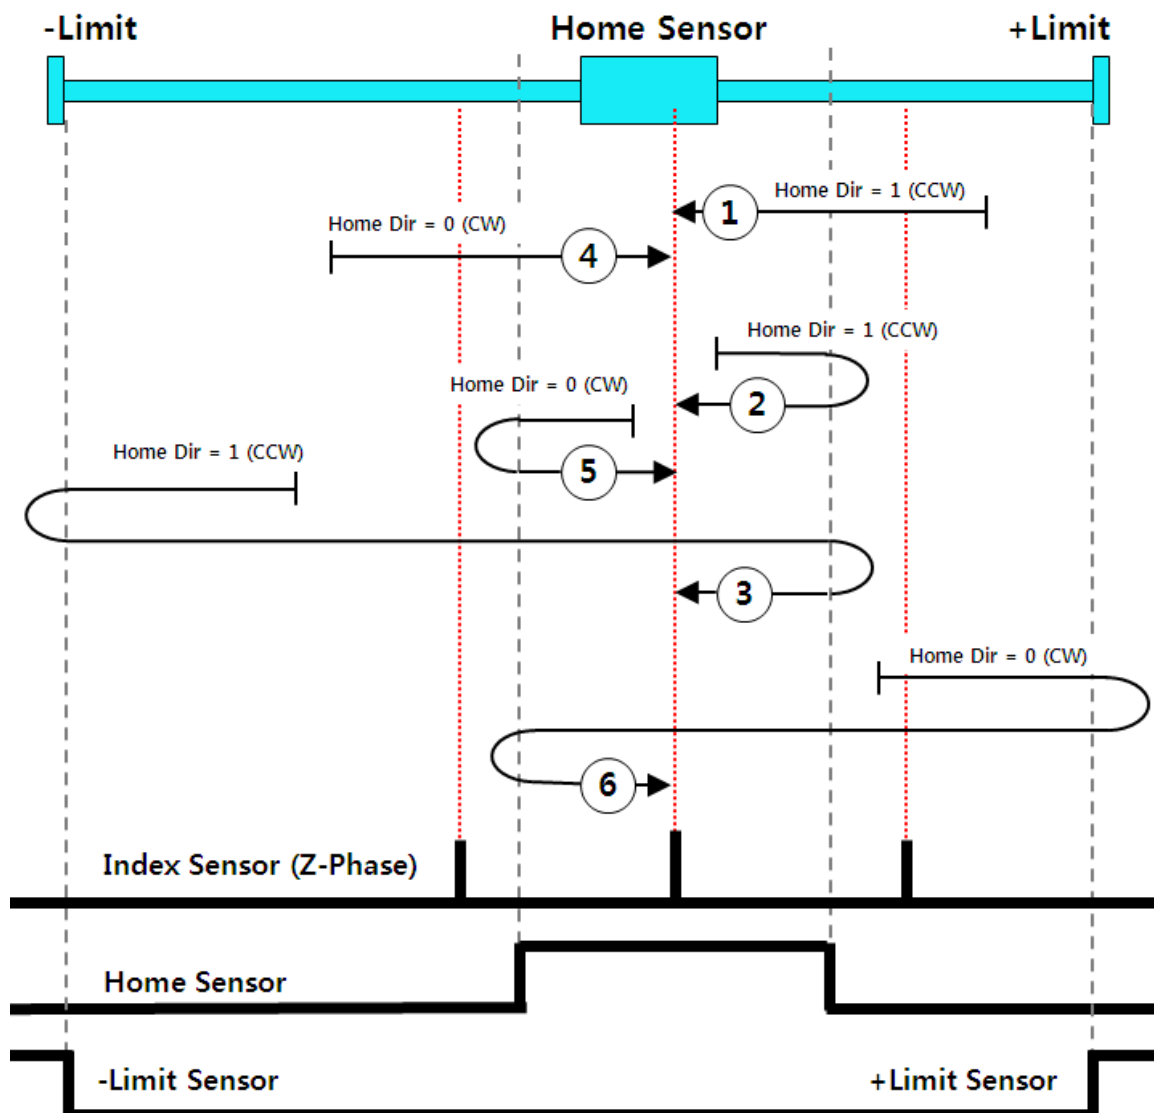 -Limit
Home Sensor
+Limit
Home Dir = 1 (CCW)
1
Home Dir = 0 (CW)
4
Home Dir = 1 (CCW)
Home Dir = 0 (CW)
2
Home Dir = 1 (CCW)
5
3
Home Dir = 0 (CW)
6
Index Sensor (Z-Phase)
Home Sensor
-Limit Sensor
+Limit Sensor